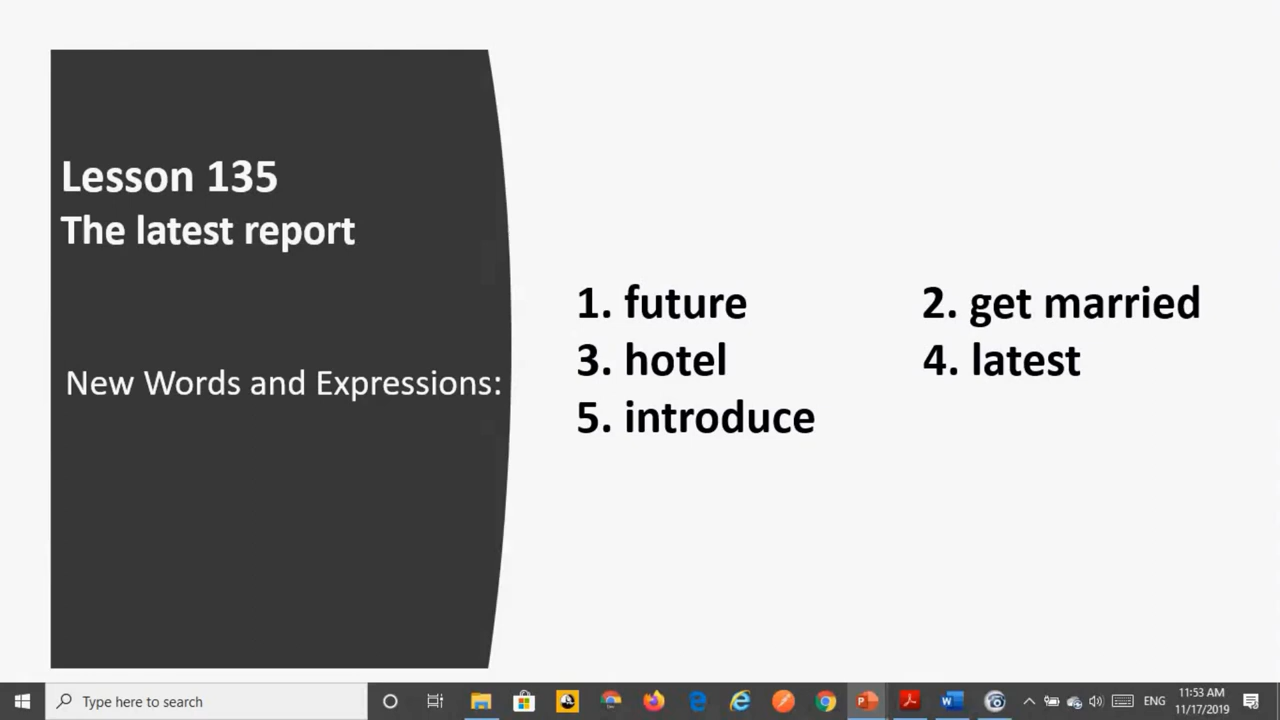 Lesson 135
The latest report
New Words and Expressions:
1. future 2. get married
3. hotel 4. latest
5. introduce
Type here to search
ENG
11:53 AM
11/17/2019